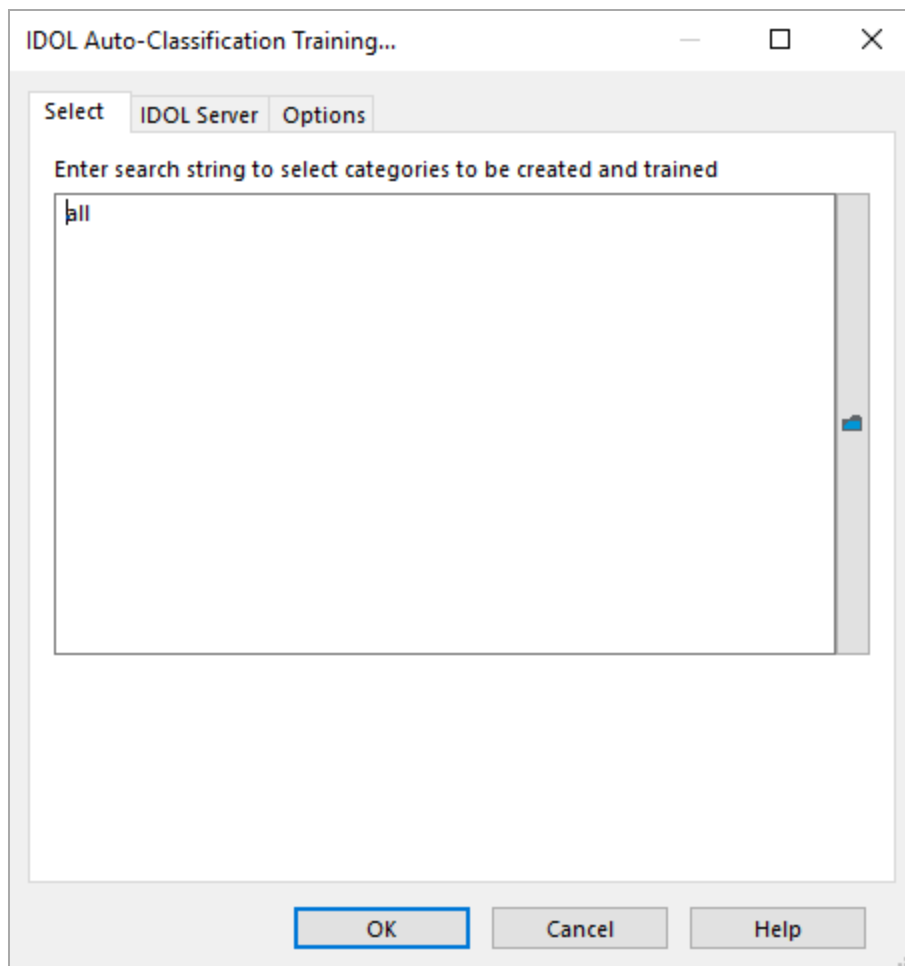 IDOL Auto-Classification Training...
Select IDOL Server Options
Enter search string to select categories to be created and trained
all
OK Cancel Help